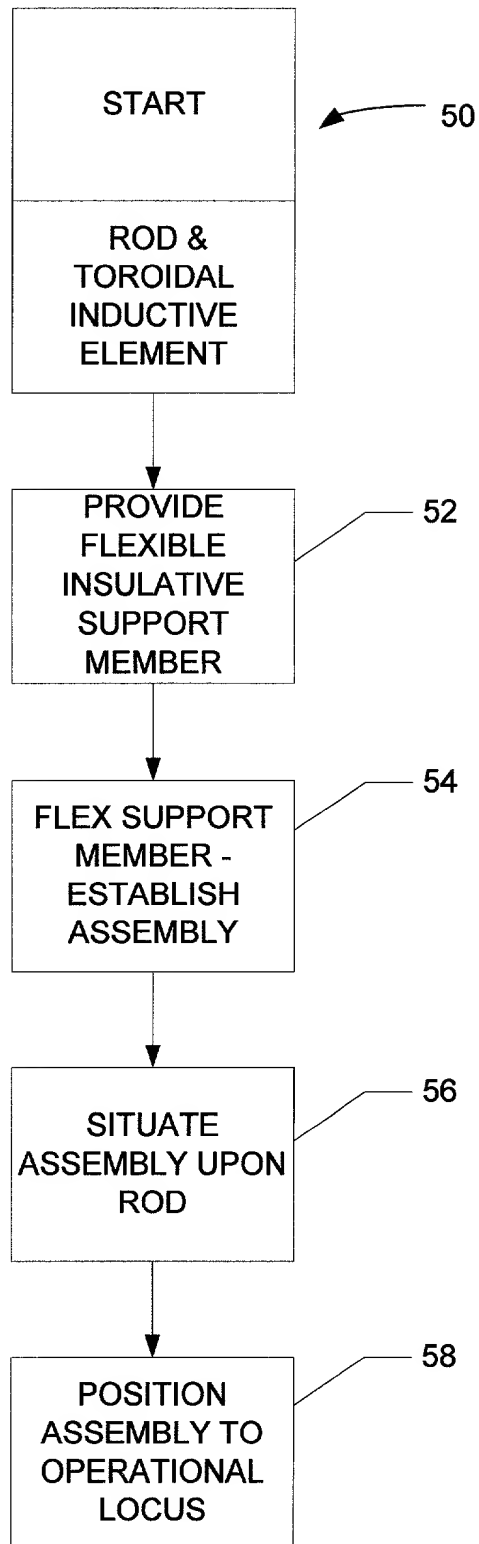 START
50
ROD &
TOROIDAL
INDUCTIVE
ELEMENT
PROVIDE
FLEXIBLE
INSULATIVE
SUPPORT
MEMBER
52
FLEX SUPPORT
MEMBER -
ESTABLISH
ASSEMBLY
54
SITUATE
ASSEMBLY UPON
ROD
56
POSITION
ASSEMBLY TO
OPERATIONAL
LOCUS
58